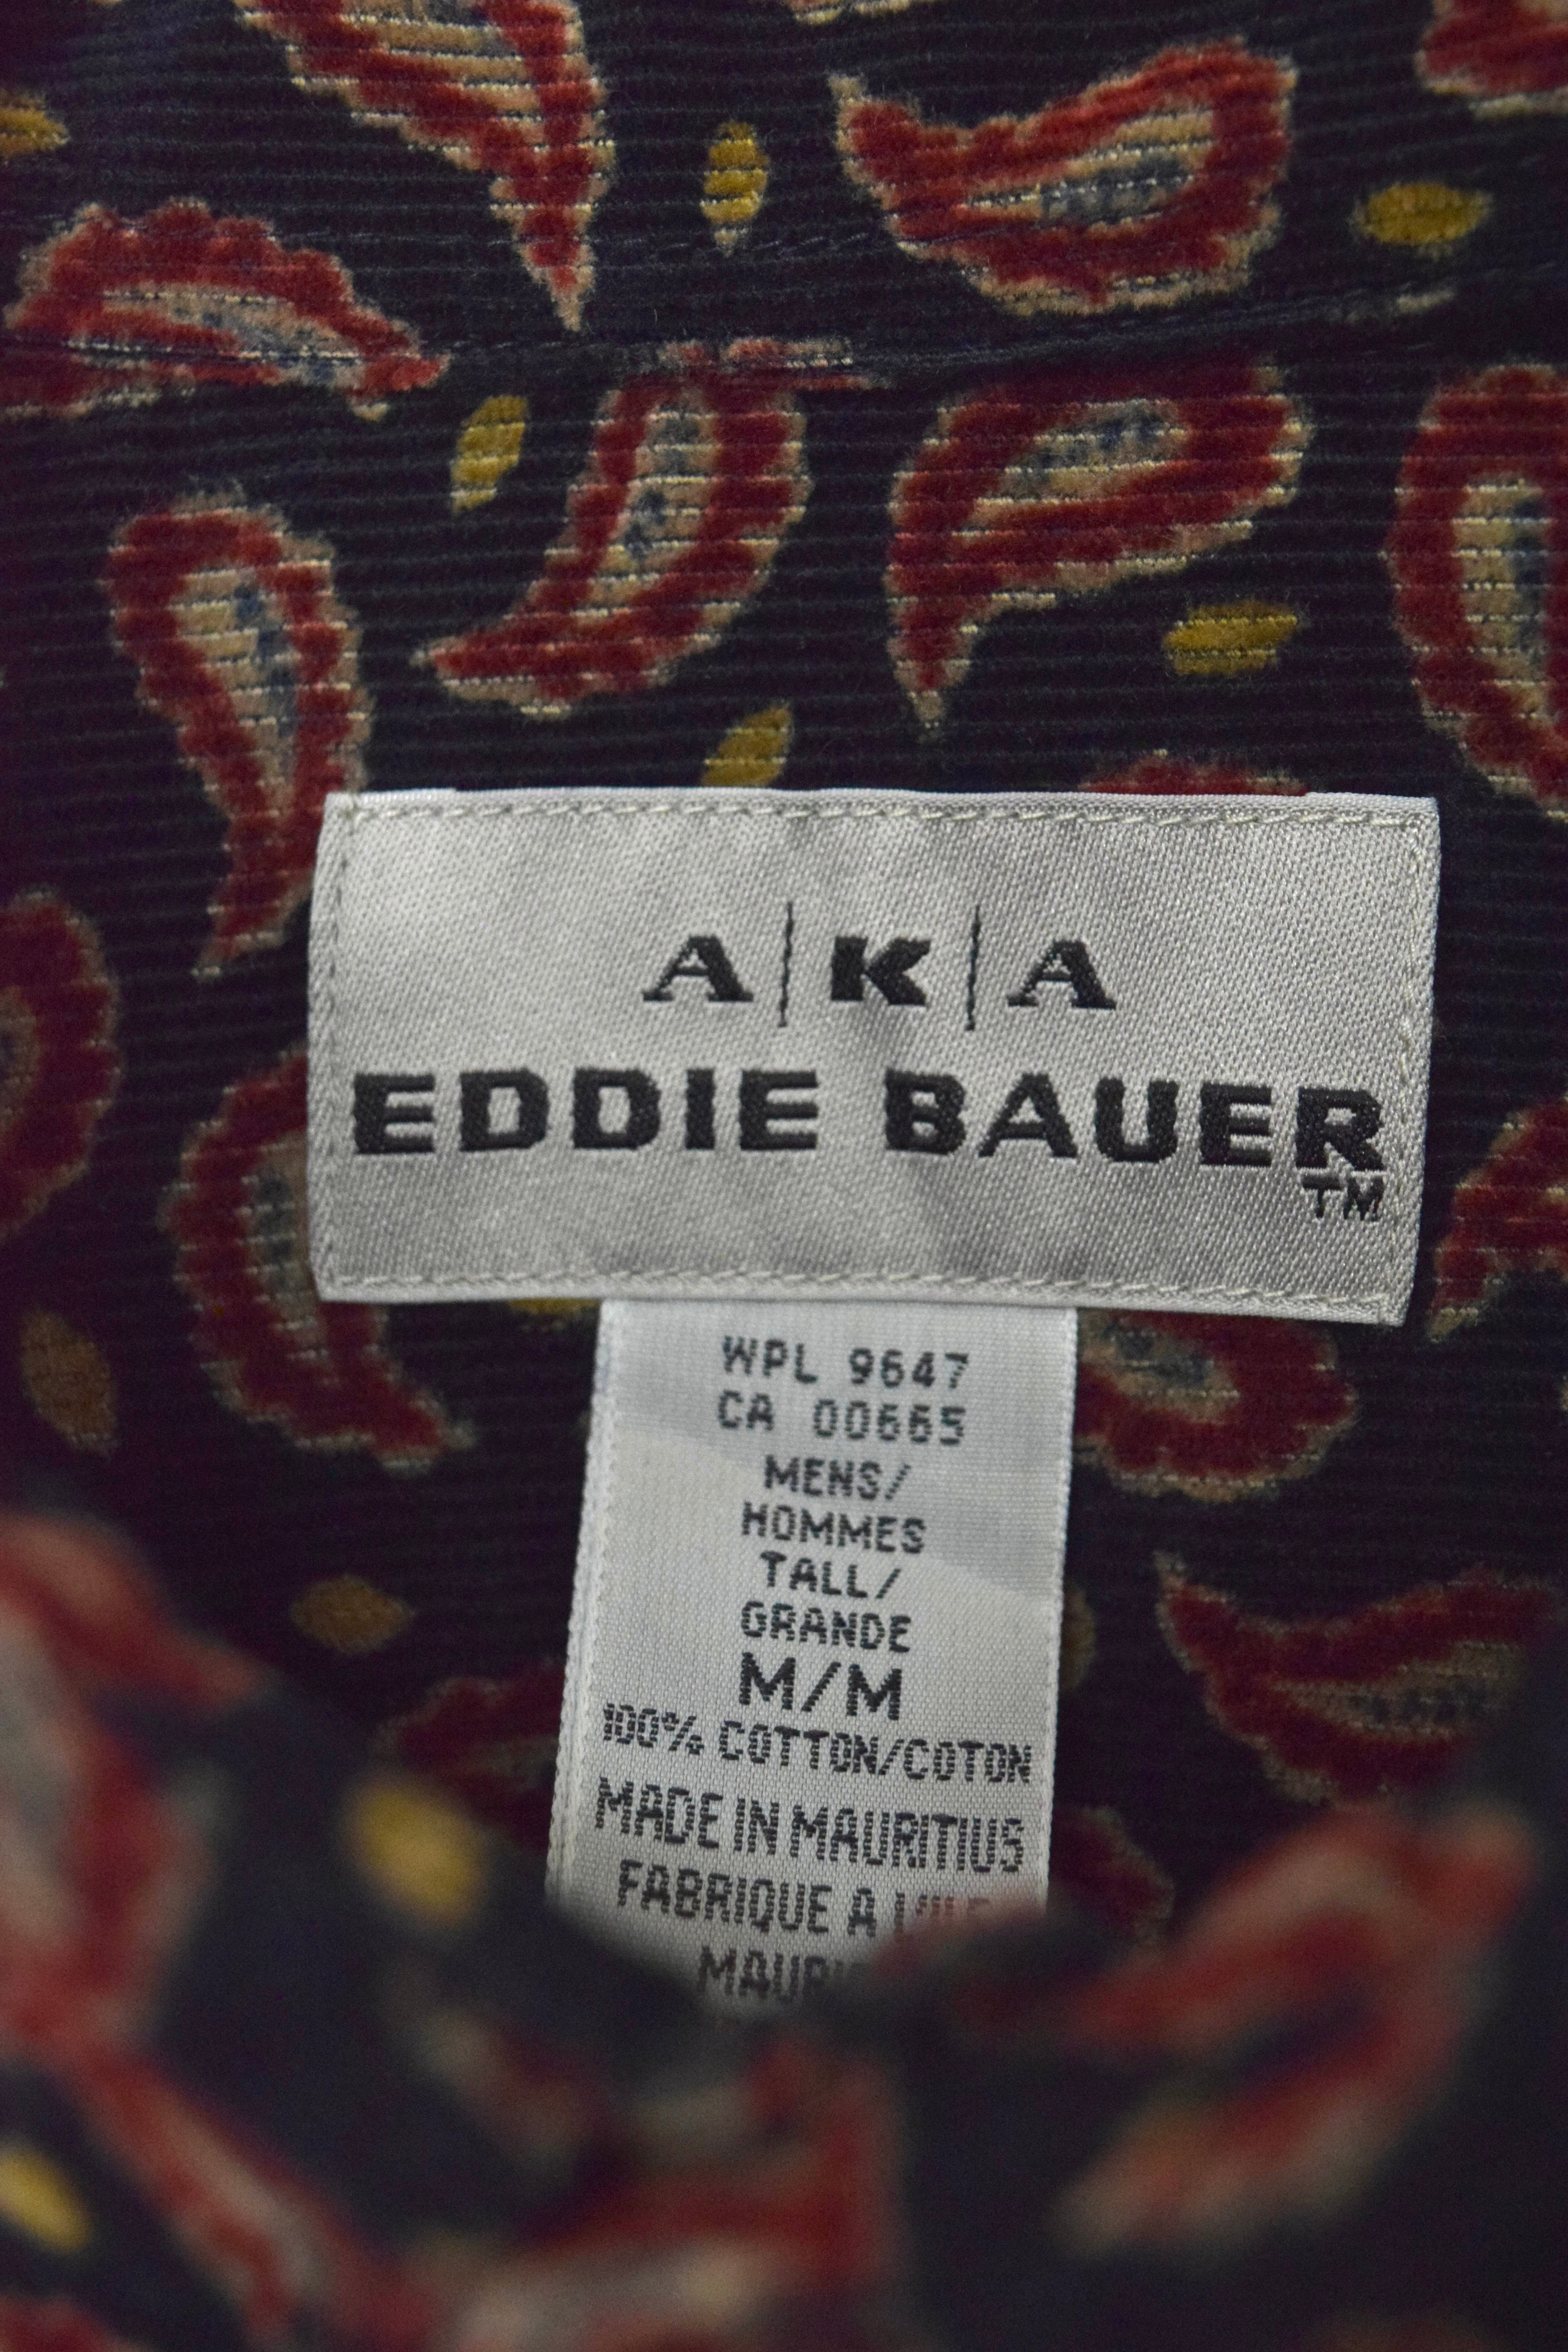 A|K|A
EDDIE BAUER
TM
WPL 9647
CA 00665
MENS/
HOMMES
TALL/
GRANDE
M/M
100% COTTON/COTON
MADE IN MAURITIUS
FABRIQUE A